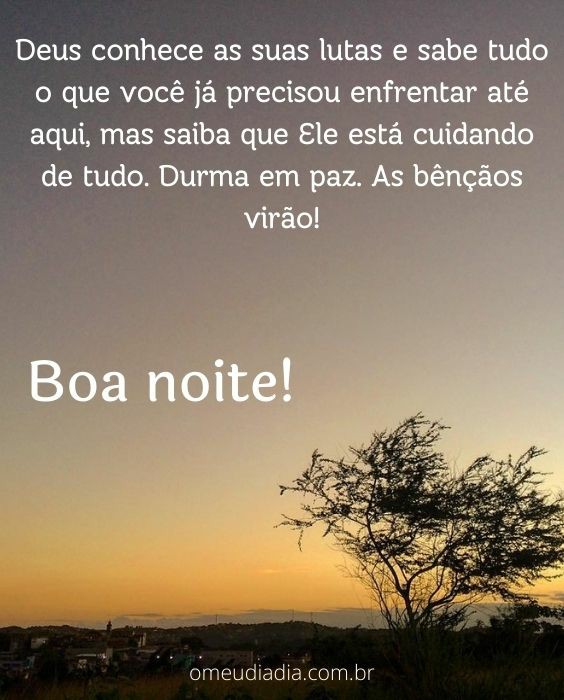 Deus conhece as suas lutas e sabe tudo
o que você já precisou enfrentar até
aqui, mas saiba que Ele está cuidando
de tudo. Durma em paz. As bênçãos
virão!
Boa noite!
omeudiadia.com.br